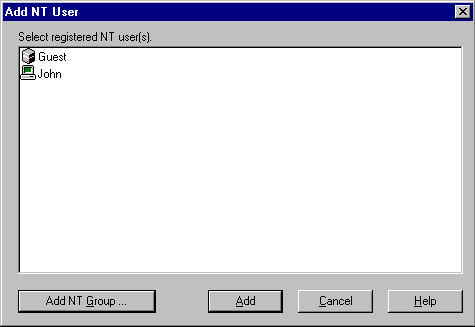 Add NT User
Select registered NT user(s).
Guest
John
Add NT Group ...
Add
Cancel
Help